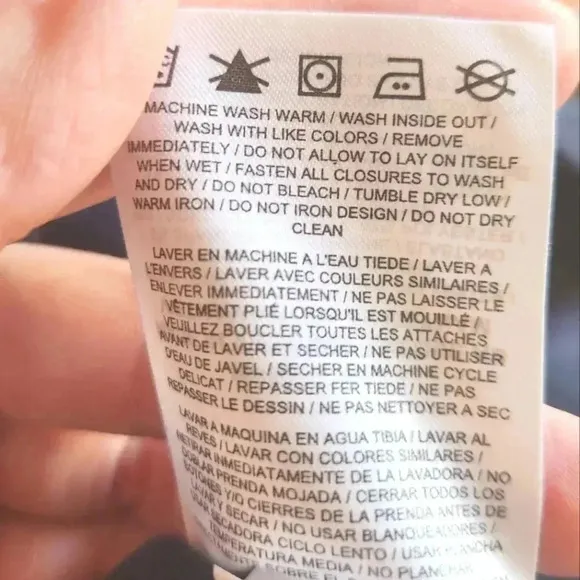 MACHINE WASH WARM / WASH INSIDE OUT /
WASH WITH LIKE COLORS / REMOVE
IMMEDIATELY / DO NOT ALLOW TO LAY ON ITSELF
WHEN WET / FASTEN ALL CLOSURES TO WASH
AND DRY / DO NOT BLEACH / TUMBLE DRY LOW /
WARM IRON / DO NOT IRON DESIGN / DO NOT DRY
CLEAN
LAVER EN MACHINE A L'EAU TIEDE / LAVER A
L'ENVERS / LAVER AVEC COULEURS SIMILAIRES /
ENLEVER IMMEDIATEMENT / NE PAS LAISSER LE
VÊTEMENT PLIÉ LORSQU'IL EST MOUILLÉ /
VEUILLEZ BOUCLER TOUTES LES ATTACHES
AVANT DE LAVER ET SECHER / NE PAS UTILISER
D'EAU DE JAVEL / SECHER EN MACHINE CYCLE
DELICAT / REPASSER FER TIEDE / NE PAS
REPASSER LE DESSIN / NE PAS NETTOYER A SEC
LAVAR A MAQUINA EN AGUA TIBIA / LAVAR AL
REVES / LAVAR CON COLORES SIMILARES /
RETIRAR INMEDIATAMENTE DE LA LAVADORA / NO
DOBLAR PRENDA MOJADA / CERRAR TODOS LOS
BOTONES Y/O CIERRES DE LA PRENDA ANTES DE
LAVAR Y SECAR / NO USAR BLANQUEADORES /
USAR SECADORA CICLO LENTO / USAR PLANCHA
TEMPERATURA MEDIA / NO PLANCHAR
SOBRE